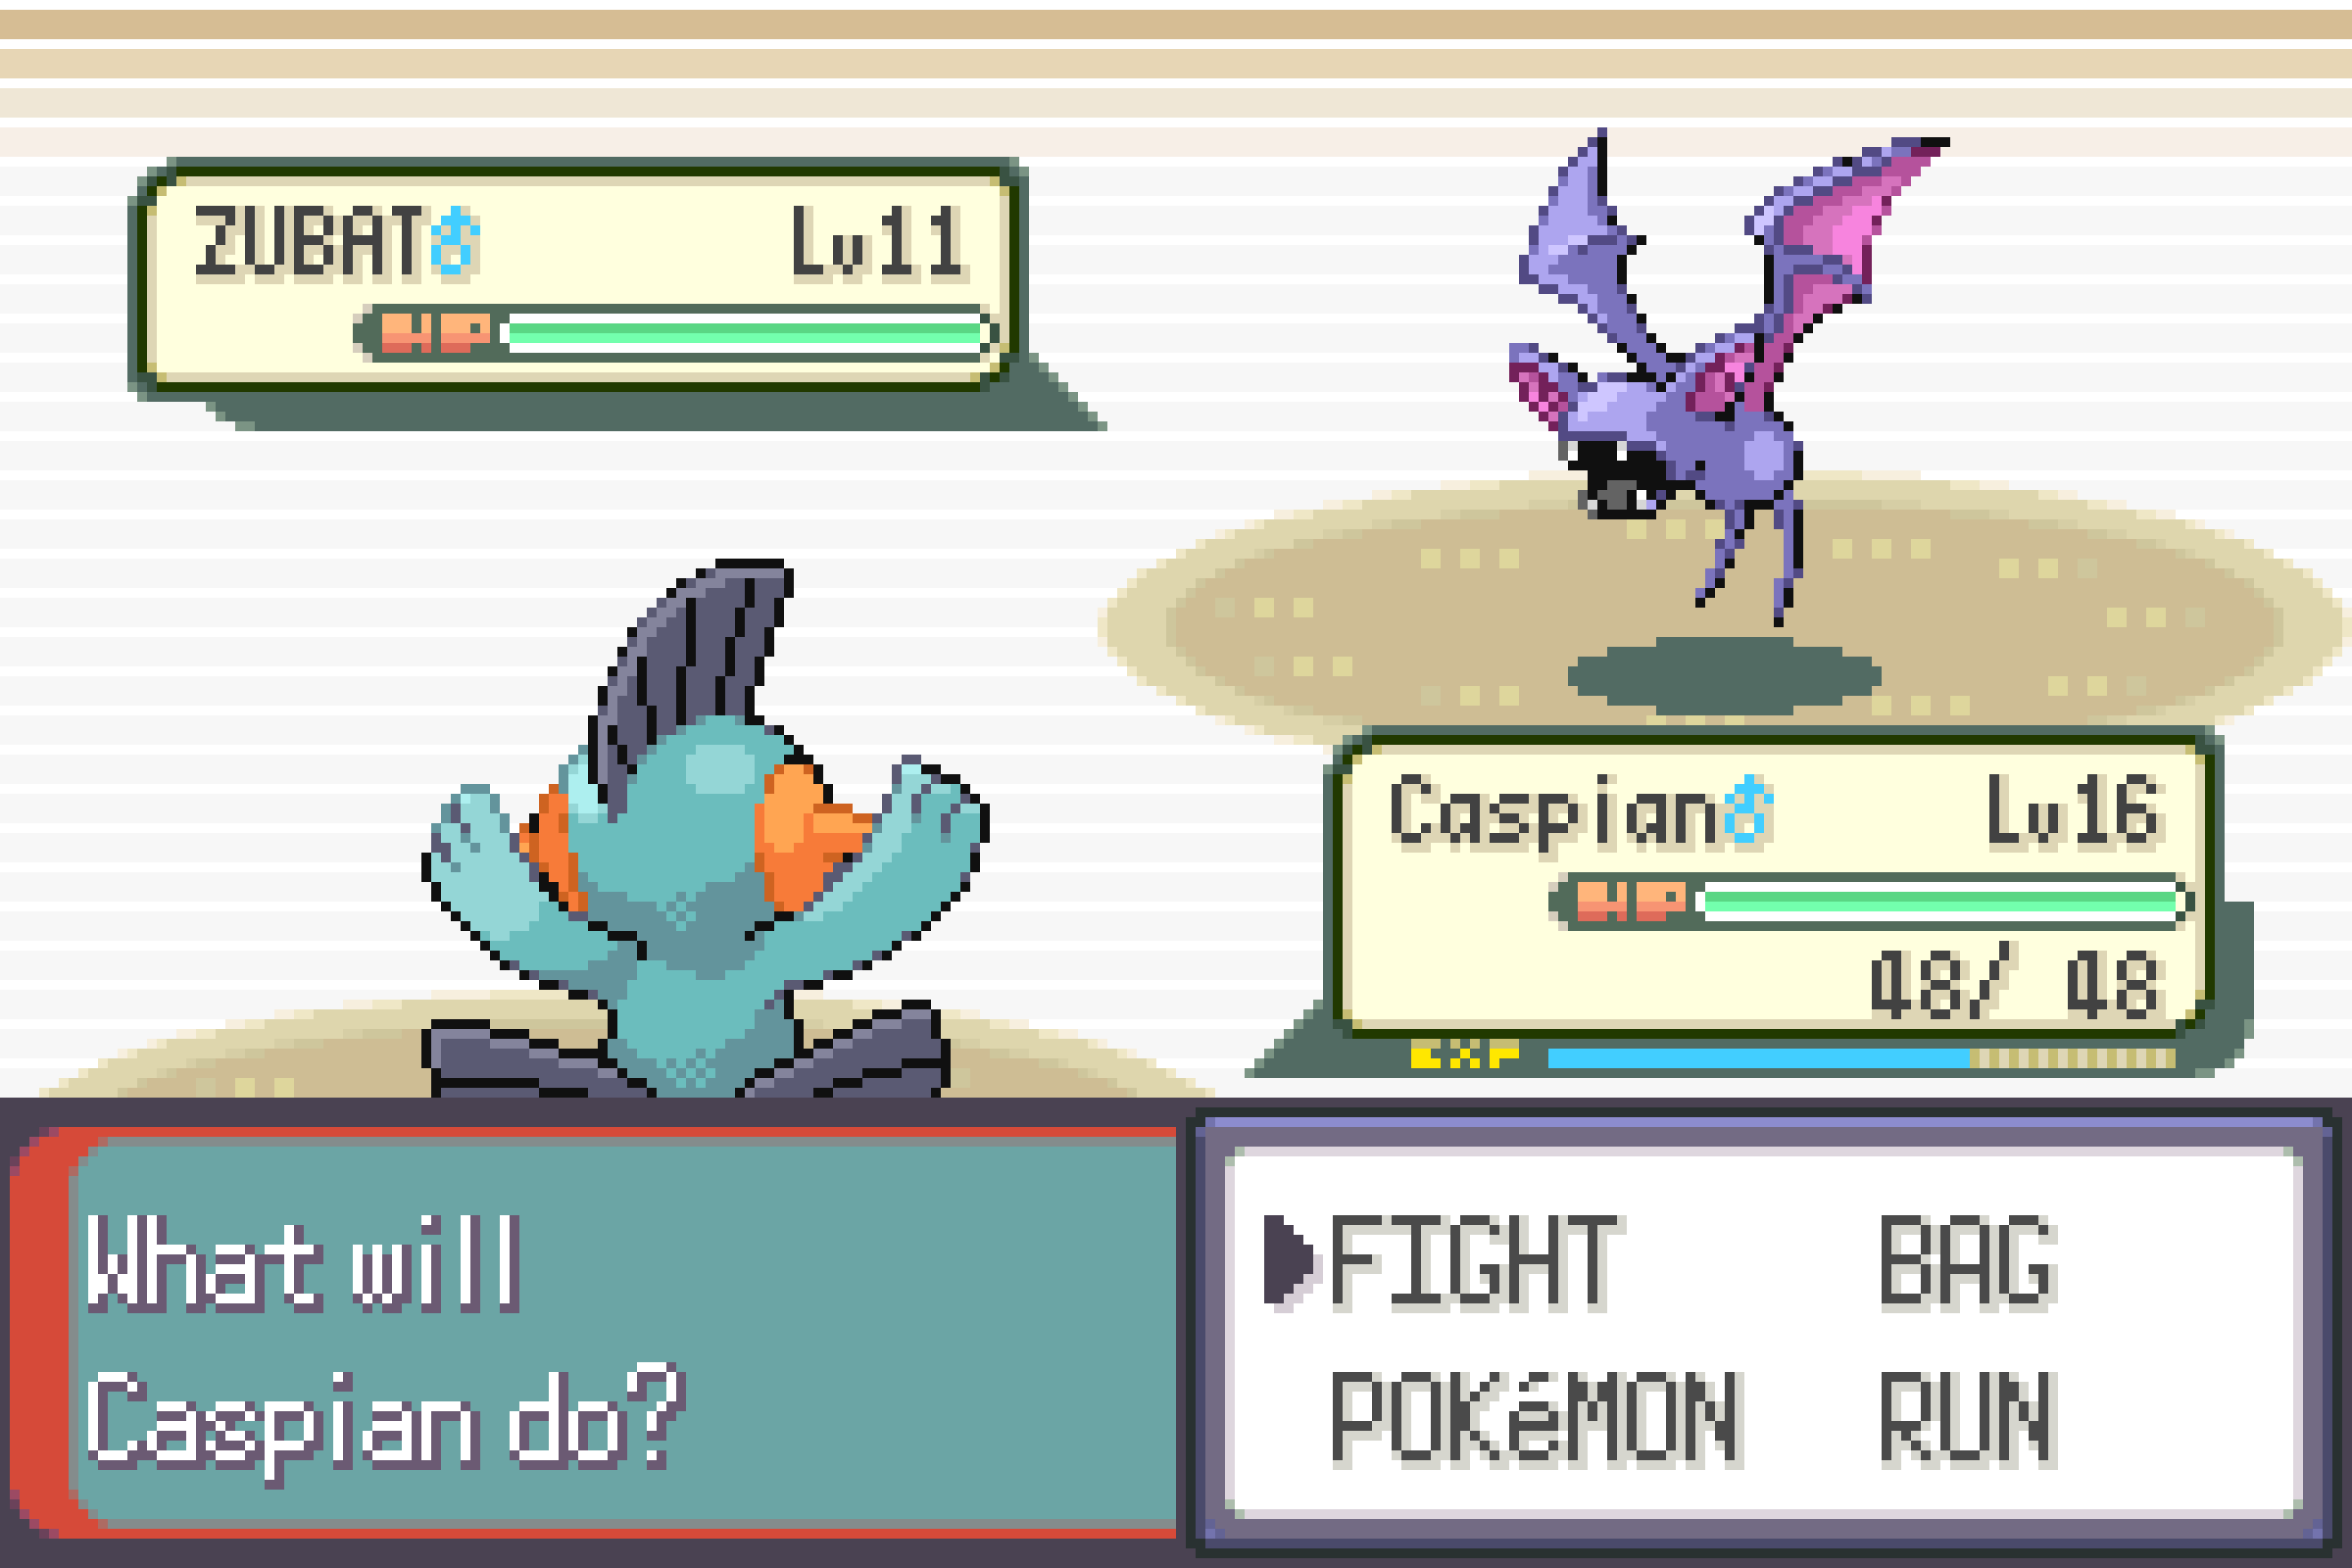 ZUBAT♂ Lv11
HP
Caspian♂ Lv16
HP
48/ 48
EXP
What will
Caspian do?
▶FIGHT BAG
POKéMON RUN